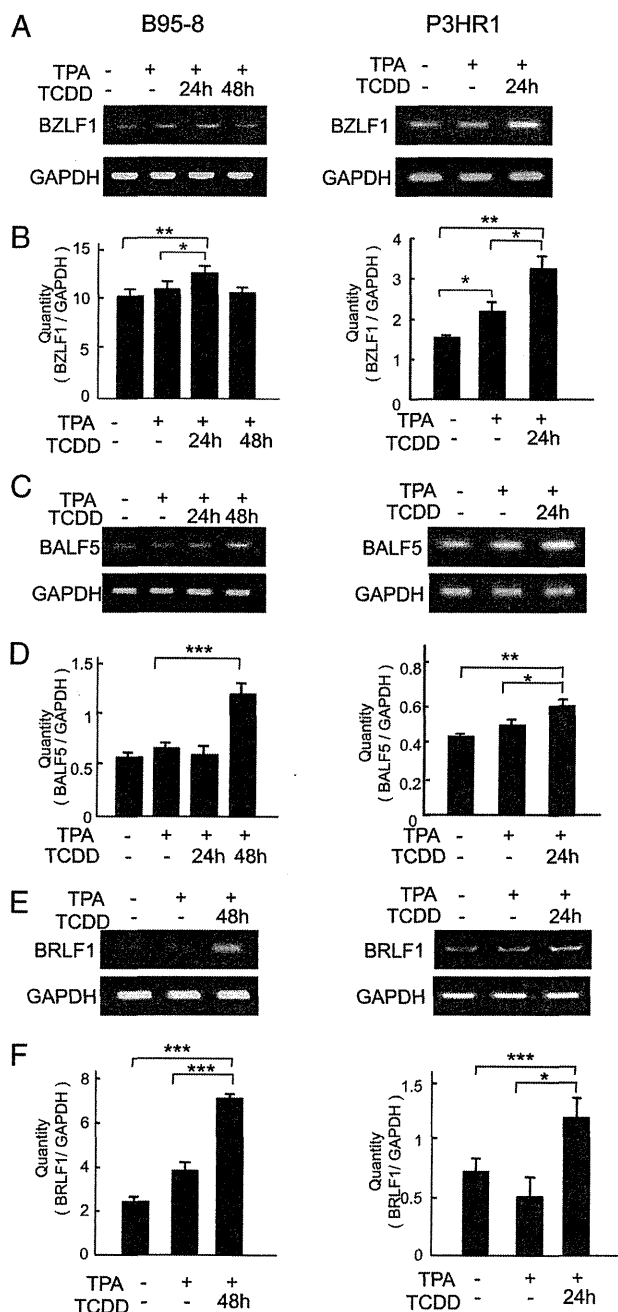 B95-8 P3HR1
A
TPA - + + + TPA - + +
TCDD - - 24h 48h TCDD - - 24h
BZLF1 BZLF1
GAPDH GAPDH
B
** **
* * *
Quantity ( BZLF1 / GAPDH ) Quantity ( BZLF1 / GAPDH )
15 10 5 0 4 3 2 1 0
TPA - + + + TPA - + +
TCDD - - 24h 48h TCDD - - 24h
C
TPA - + + + TPA - + +
TCDD - - 24h 48h TCDD - - 24h
BALF5 BALF5
GAPDH GAPDH
D
*** **
*
Quantity ( BALF5 / GAPDH ) Quantity ( BALF5 / GAPDH )
1.5 1 0.5 0 0.8 0.6 0.4 0.2 0
TPA - + + + TPA - + +
TCDD - - 24h 48h TCDD - - 24h
E
TPA - + + TPA - + +
TCDD - - 48h TCDD - - 24h
BRLF1 BRLF1
GAPDH GAPDH
F
*** ***
*** *
Quantity ( BRLF1/ GAPDH ) Quantity ( BRLF1/ GAPDH )
8 6 4 2 0 1.5 1 0.5 0
TPA - + + TPA - + +
TCDD - - 48h TCDD - - 24h